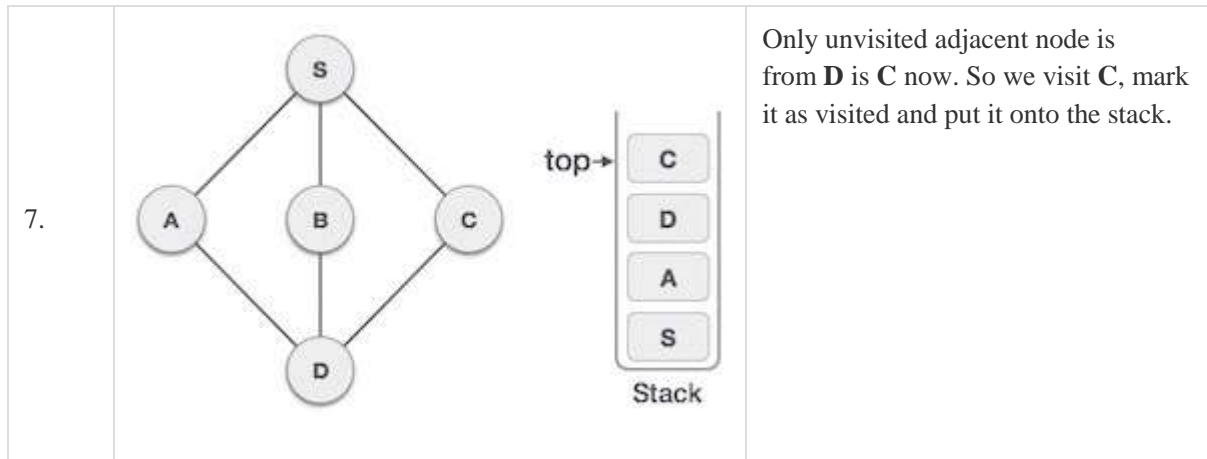 7.
S
A
B
C
D
top→
C
D
A
S
Stack
Only unvisited adjacent node is
from D is C now. So we visit C, mark
it as visited and put it onto the stack.